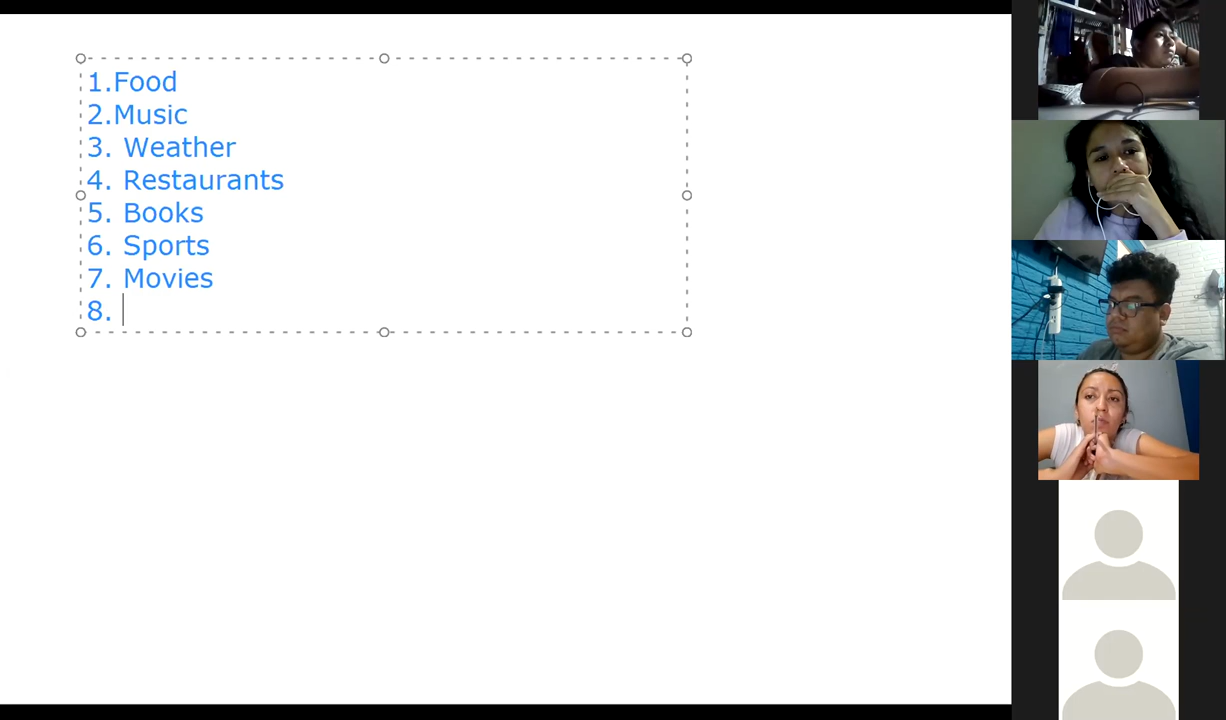 1.Food
2.Music
3. Weather
4. Restaurants
5. Books
6. Sports
7. Movies
8.